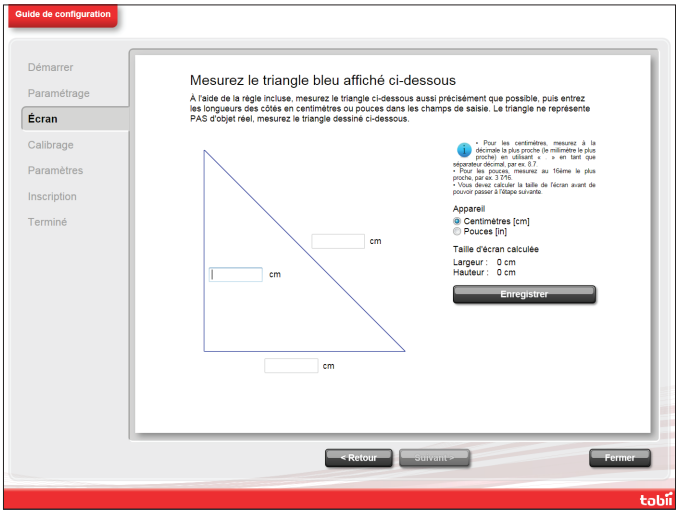 Guide de configuration
Démarrer
Paramétrage
Écran
Calibrage
Paramètres
Inscription
Terminé
Mesurez le triangle bleu affiché ci-dessous
À l'aide de la règle incluse, mesurez le triangle ci-dessous aussi précisément que possible, puis entrez
les longueurs des côtés en centimètres ou pouces dans les champs de saisie. Le triangle ne représente
PAS d'objet réel, mesurez le triangle dessiné ci-dessous.
• Pour les centimètres, mesurez à la
décimale la plus proche (le millimètre le plus
proche) en utilisant « . » en tant que
séparateur décimal, par ex. 8.7.
• Pour les pouces, mesurez au 16ème le plus
proche, par ex. 3 7/16.
• Vous devez calculer la taille de l'écran avant de
pouvoir passer à l'étape suivante.
Appareil
Centimètres [cm]
Pouces [in]
Taille d'écran calculée
Largeur : 0 cm
Hauteur : 0 cm
Enregistrer
cm
cm
cm
< Retour
Suivant >
Fermer
tobii